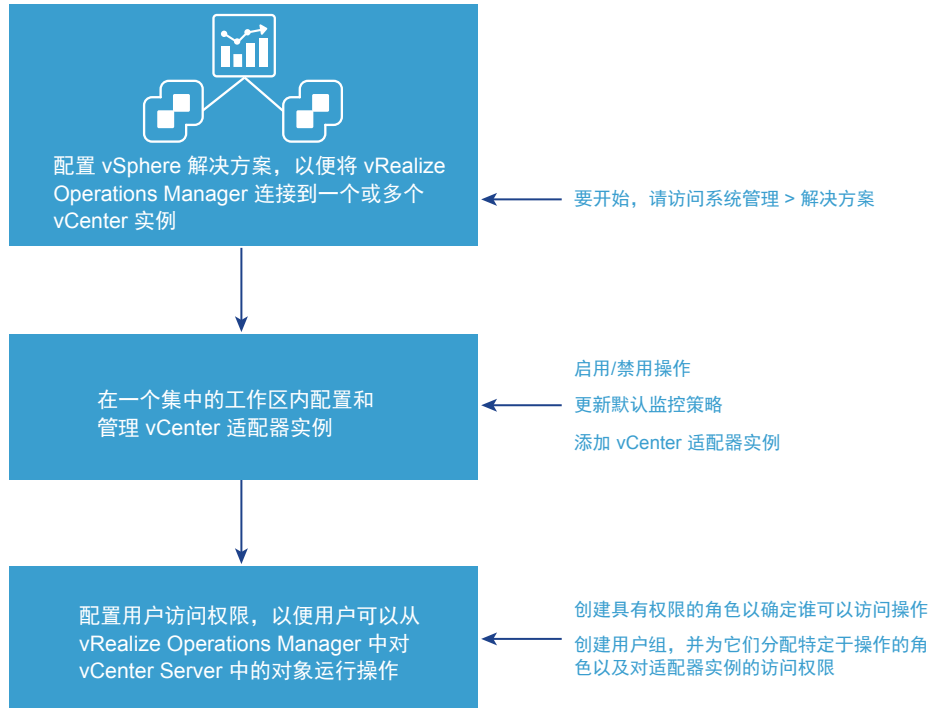 配置 vSphere 解决方案，以便将 vRealize
Operations Manager 连接到一个或多个
vCenter 实例
要开始，请访问系统管理 > 解决方案
在一个集中的工作区内配置和
管理 vCenter 适配器实例
启用/禁用操作
更新默认监控策略
添加 vCenter 适配器实例
配置用户访问权限，以便用户可以从
vRealize Operations Manager 中对
vCenter Server 中的对象运行操作
创建具有权限的角色以确定谁可以访问操作
创建用户组，并为它们分配特定于操作的角
色以及对适配器实例的访问权限